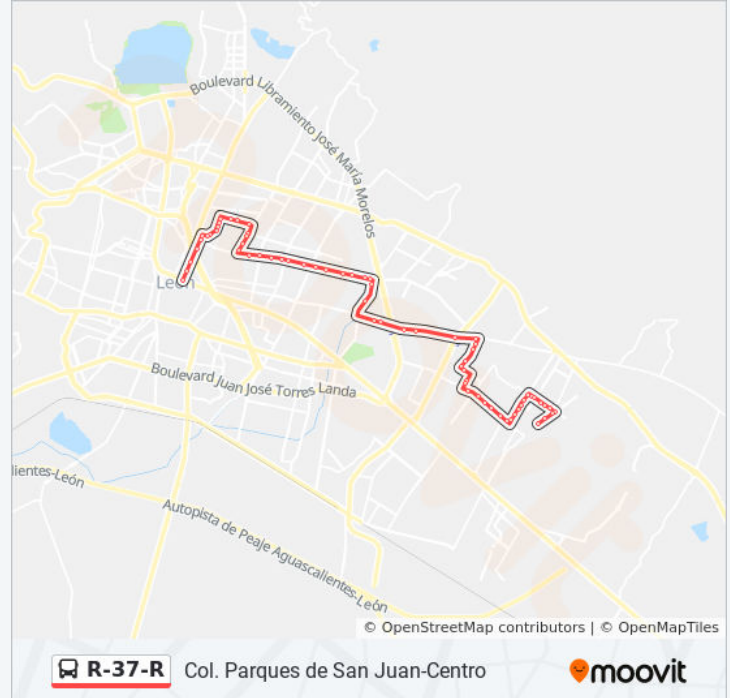 Boulevard Libramiento José María Morelos
León
Boulevard Juan José Torres Landa
lientes-León
Autopista de Peaje Aguascalientes-León
© OpenStreetMap contributors | © OpenMapTiles
R-37-R Col. Parques de San Juan-Centro
moovit